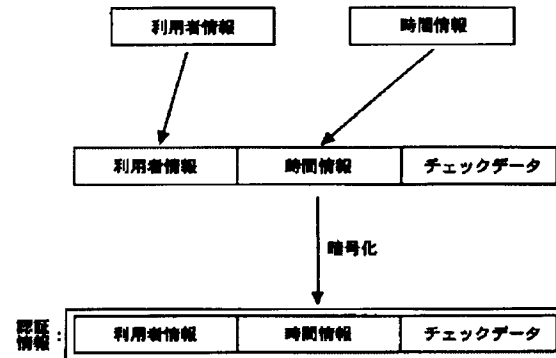 利用者情報
時間情報
利用者情報 時間情報 チェックデータ
暗号化
認証情報: 利用者情報 時間情報 チェックデータ